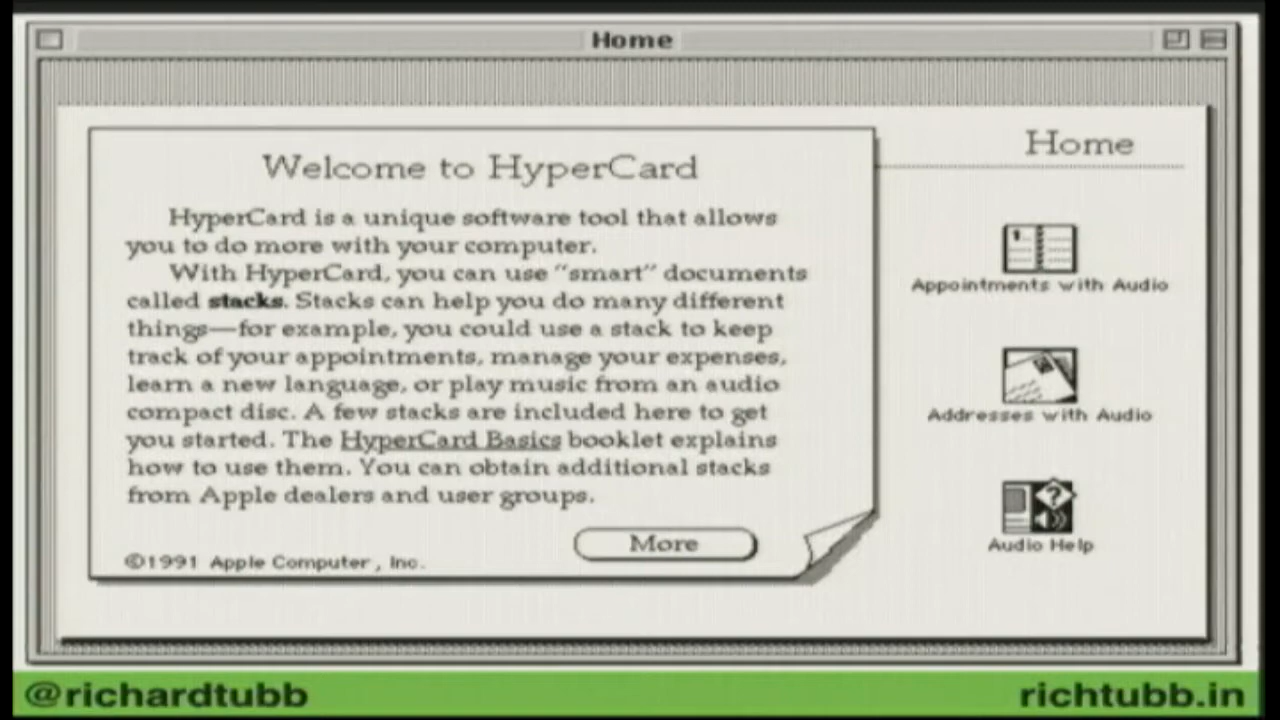 Home
Welcome to HyperCard
HyperCard is a unique software tool that allows
you to do more with your computer.
With HyperCard, you can use “smart” documents
called stacks. Stacks can help you do many different
things—for example, you could use a stack to keep
track of your appointments, manage your expenses,
learn a new language, or play music from an audio
compact disc. A few stacks are included here to get
you started. The HyperCard Basics booklet explains
how to use them. You can obtain additional stacks
from Apple dealers and user groups.
More
©1991 Apple Computer, Inc.
Home
1
Appointments with Audio
Addresses with Audio
?
Audio Help
@richardtubb
richtubb.in